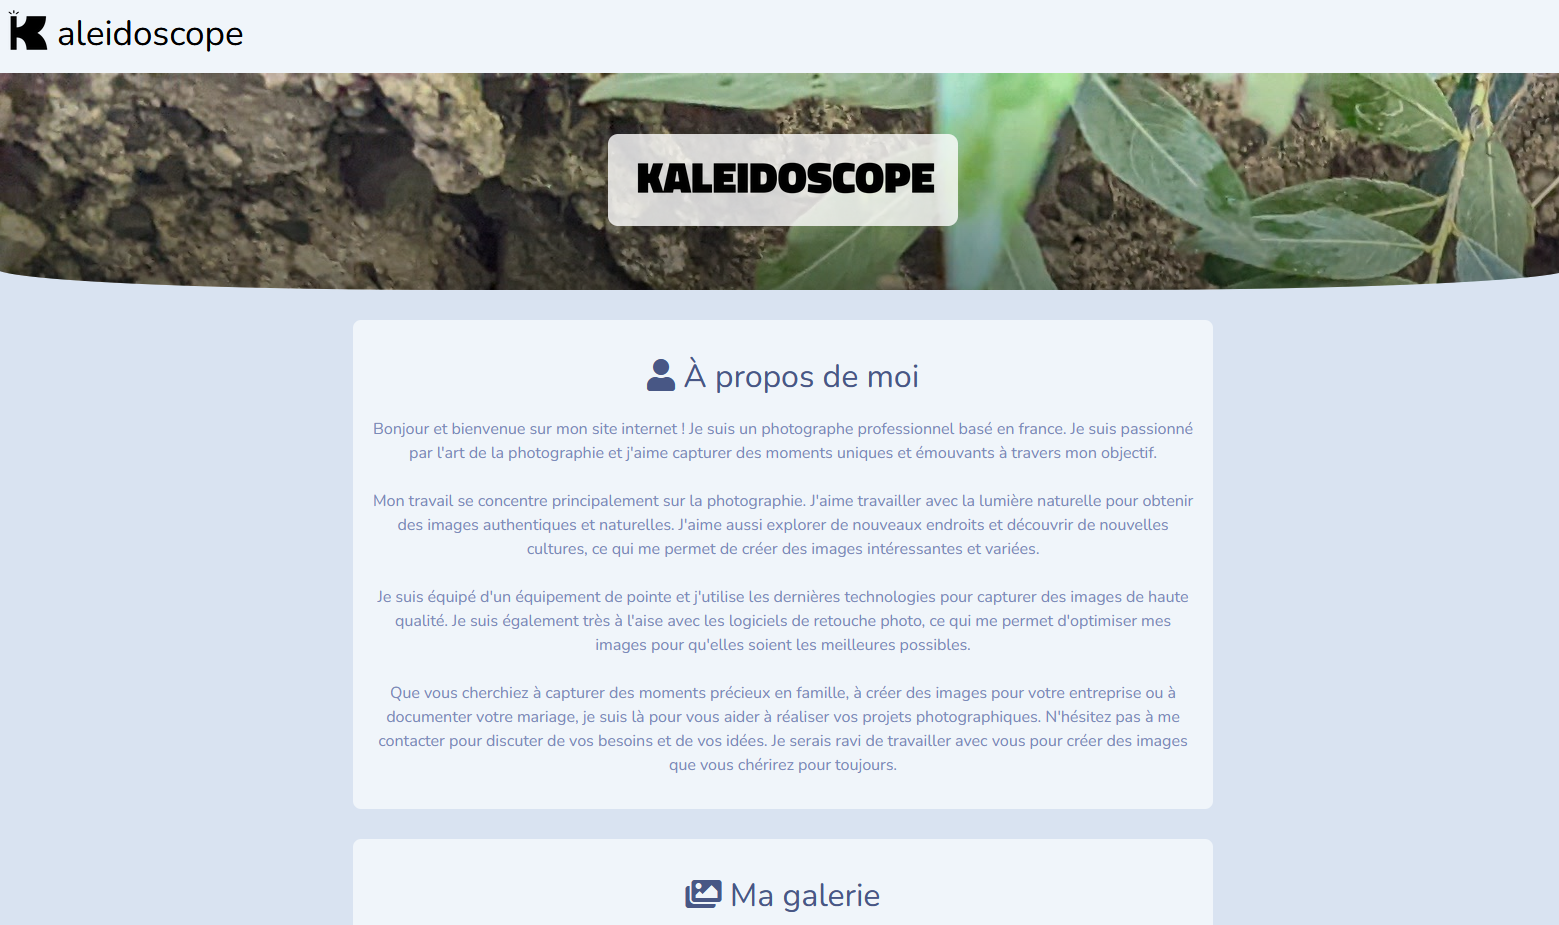 Kaleidoscope
KALEIDOSCOPE
À propos de moi
Bonjour et bienvenue sur mon site internet ! Je suis un photographe professionnel basé en france. Je suis passionné
par l'art de la photographie et j'aime capturer des moments uniques et émouvants à travers mon objectif.
Mon travail se concentre principalement sur la photographie. J'aime travailler avec la lumière naturelle pour obtenir
des images authentiques et naturelles. J'aime aussi explorer de nouveaux endroits et découvrir de nouvelles
cultures, ce qui me permet de créer des images intéressantes et variées.
Je suis équipé d'un équipement de pointe et j'utilise les dernières technologies pour capturer des images de haute
qualité. Je suis également très à l'aise avec les logiciels de retouche photo, ce qui me permet d'optimiser mes
images pour qu'elles soient les meilleures possibles.
Que vous cherchiez à capturer des moments précieux en famille, à créer des images pour votre entreprise ou à
documenter votre mariage, je suis là pour vous aider à réaliser vos projets photographiques. N'hésitez pas à me
contacter pour discuter de vos besoins et de vos idées. Je serais ravi de travailler avec vous pour créer des images
que vous chérirez pour toujours.
Ma galerie